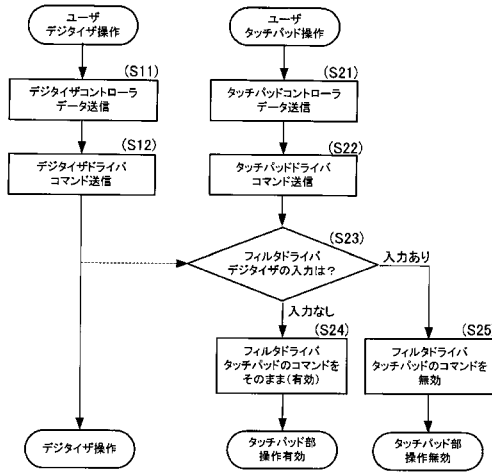 ユーザ
デジタイザ操作
ユーザ
タッチパッド操作
(S11)
デジタイザコントローラ
データ送信
(S21)
タッチパッドコントローラ
データ送信
(S12)
デジタイザドライバ
コマンド送信
(S22)
タッチパッドドライバ
コマンド送信
(S23)
フィルタドライバ
デジタイザの入力は?
入力あり
入力なし
(S24)
フィルタドライバ
タッチパッドのコマンドを
そのまま(有効)
(S25)
フィルタドライバ
タッチパッドのコマンドを
無効
デジタイザ操作
タッチパッド部
操作有効
タッチパッド部
操作無効